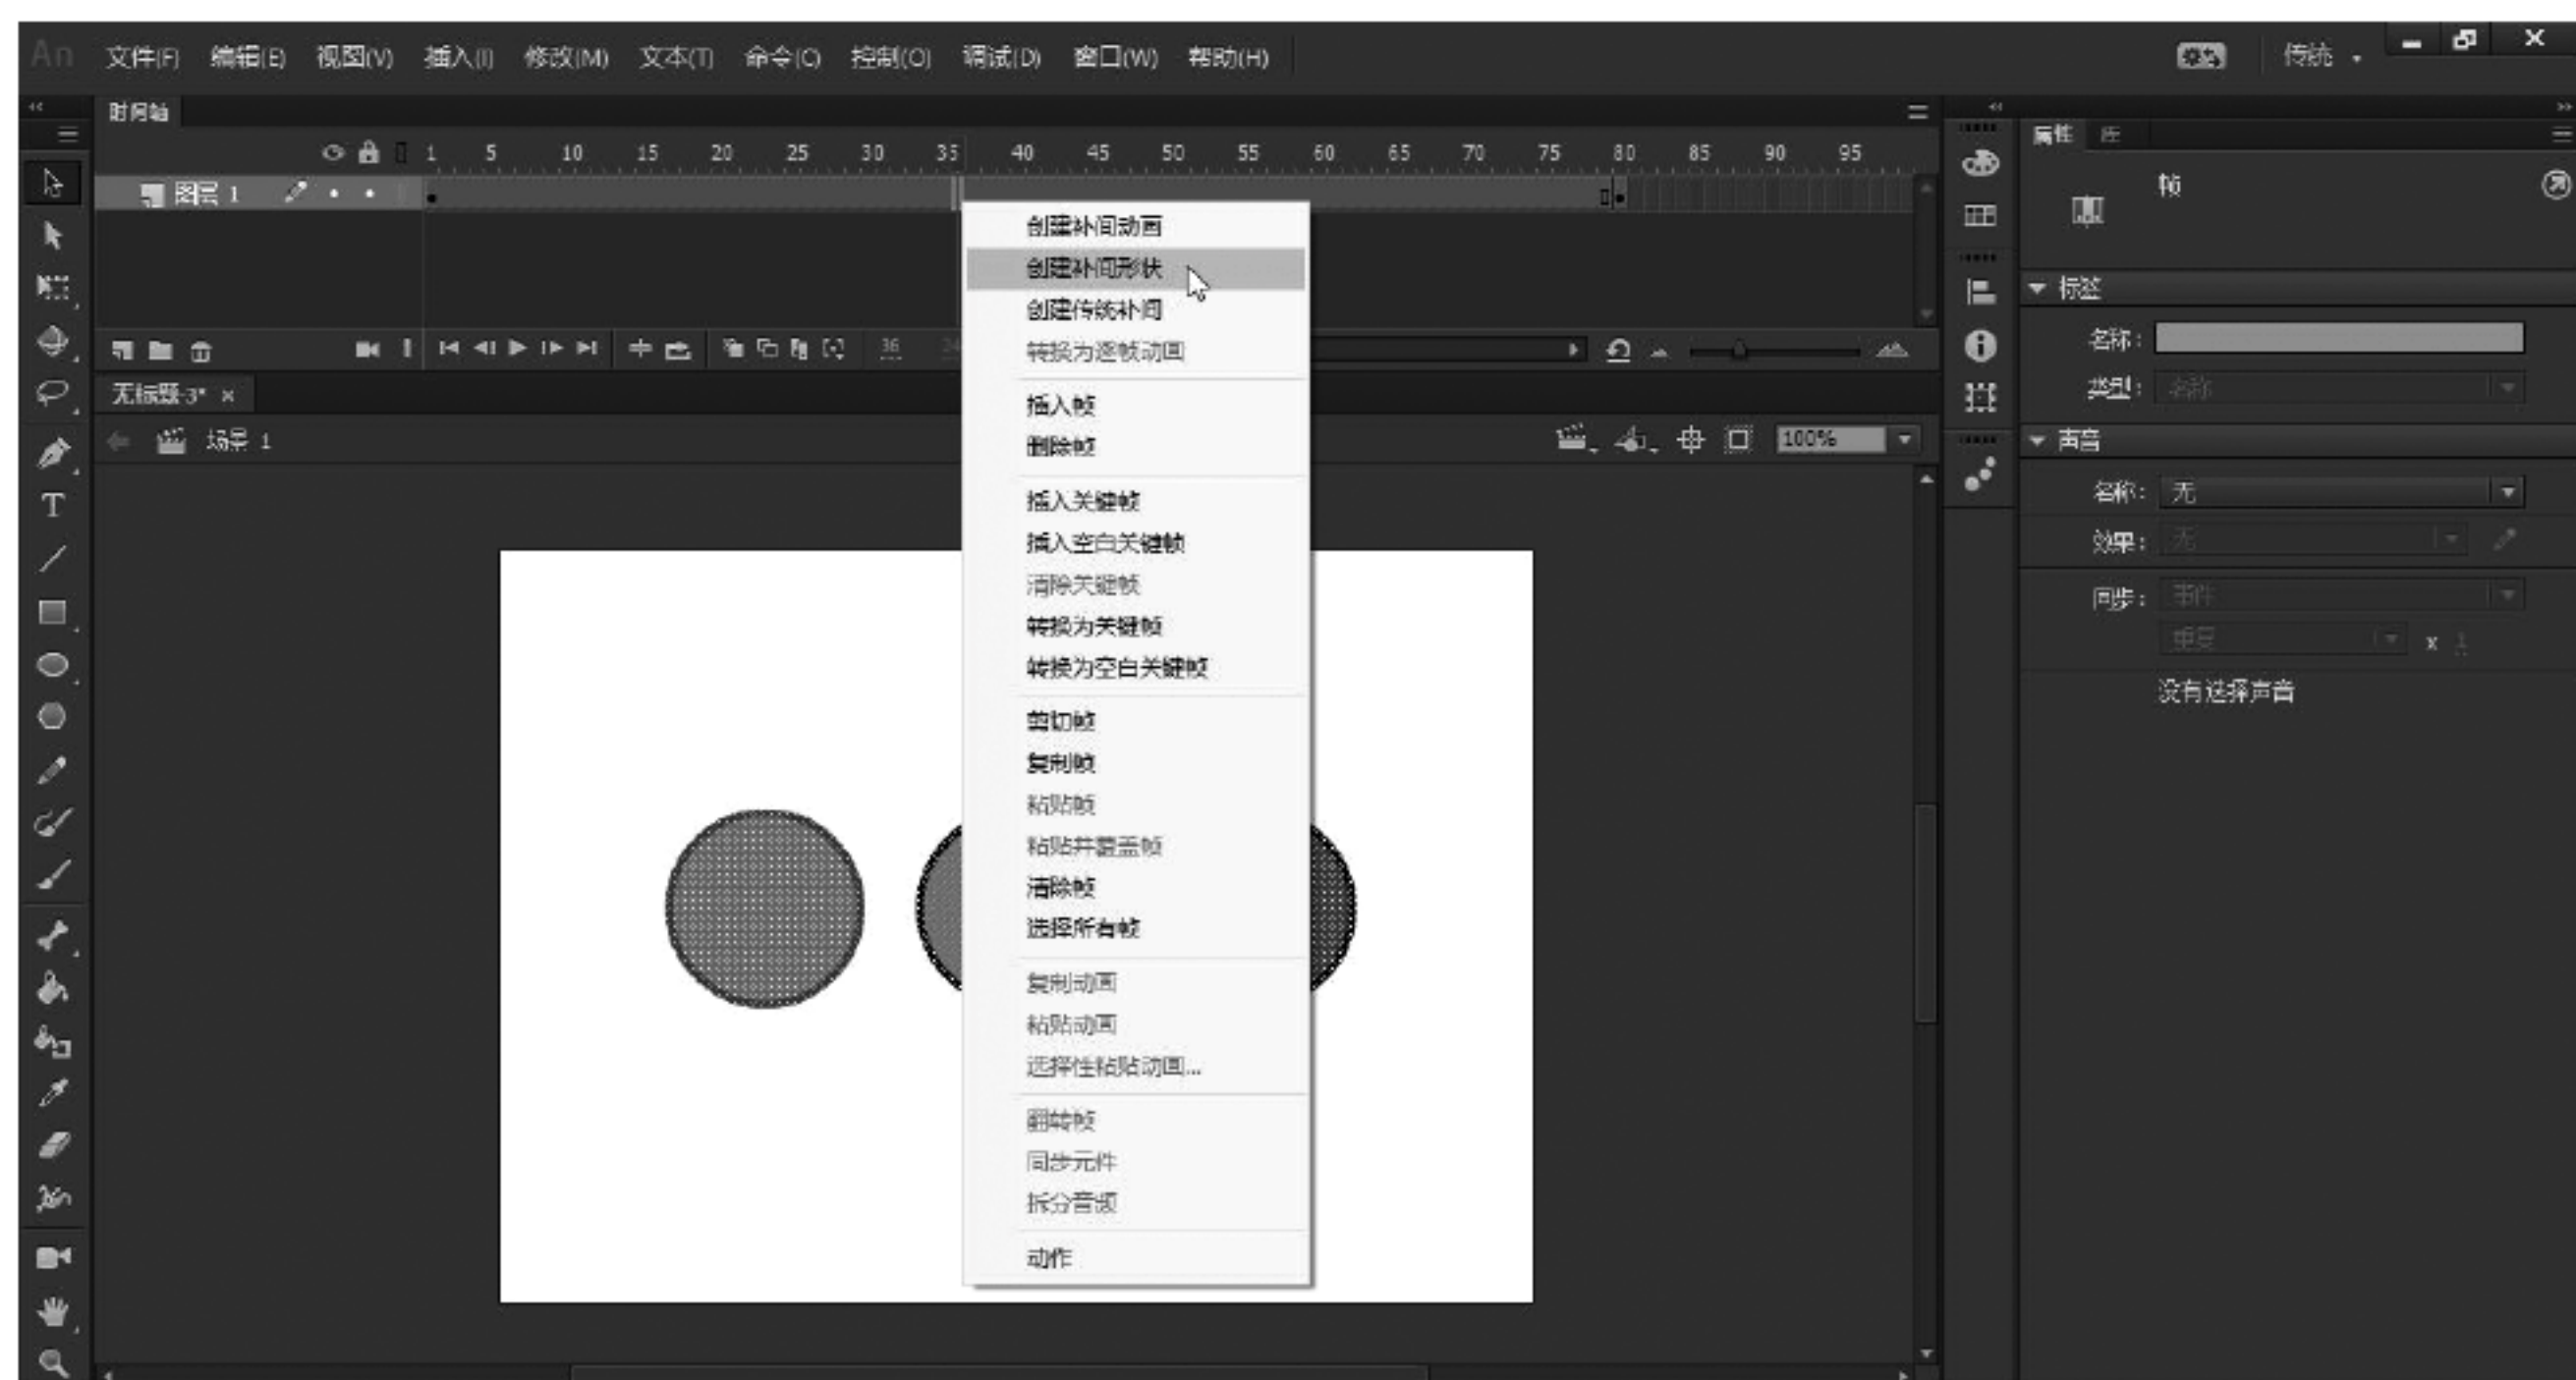 An 文件(F) 编辑(E) 视图(V) 插入(I) 修改(M) 文本(T) 命令(C) 控制(O) 调试(D) 窗口(W) 帮助(H) 传统
时间轴
1 5 10 15 20 25 30 35 40 45 50 55 60 65 70 75 80 85 90 95
图层 1
36
无标题-3* ×
场景 1
100%
创建补间动画
创建补间形状
创建传统补间
转换为逐帧动画
插入帧
删除帧
插入关键帧
插入空白关键帧
清除关键帧
转换为关键帧
转换为空白关键帧
剪切帧
复制帧
粘贴帧
粘贴并覆盖帧
清除帧
选择所有帧
复制动画
粘贴动画
选择性粘贴动画...
翻转帧
同步元件
拆分音频
动作
属性 库
帧
标签
名称：
类型： 名称
声音
名称： 无
效果： 无
同步： 事件
重复 x 1
没有选择声音